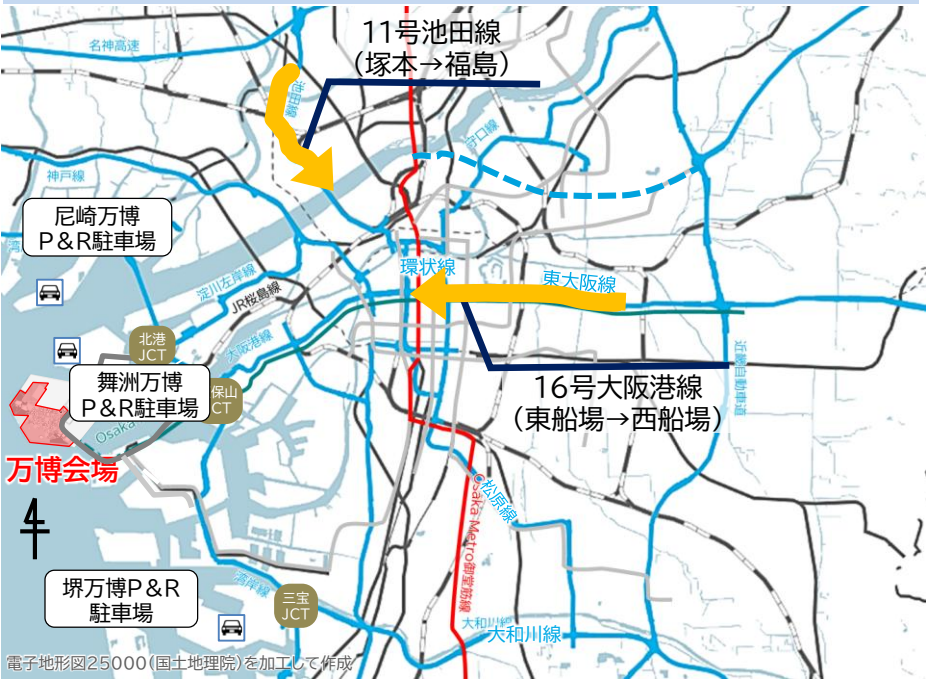 11号池田線
(塚本→福島)
名神高速
池田線
守口線
神戸線
尼崎万博
P&R駐車場
環状線
東大阪線
淀川左岸線
JR桜島線
大阪港線
北港
JCT
近畿自動車道
舞洲万博
P&R駐車場
保山
CT
16号大阪港線
(東船場→西船場)
Osaka
万博会場
松原線
Osaka Metro御堂筋線
堺万博P&R
駐車場
湾岸線
三宝
JCT
大和川線
大和川線
電子地形図25000(国土地理院)を加工して作成